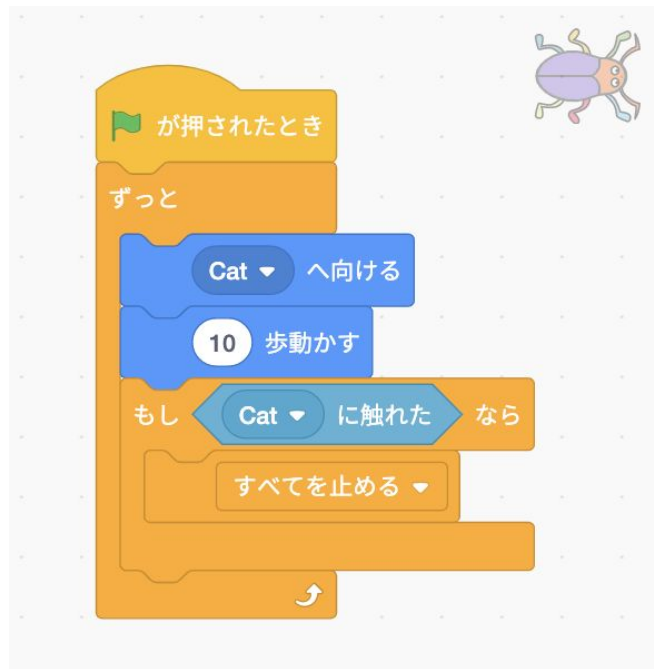 が押されたとき
ずっと
Cat へ向ける
10 歩動かす
もし Cat に触れた なら
すべてを止める